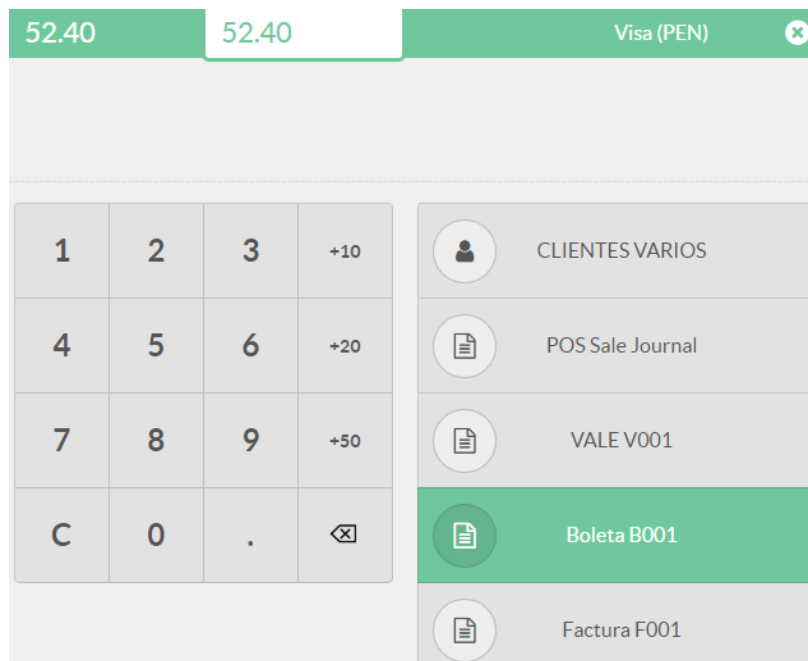 52.40 52.40 Visa (PEN)
1 2 3 +10
4 5 6 +20
7 8 9 +50
C 0 .
CLIENTES VARIOS
POS Sale Journal
VALE V001
Boleta B001
Factura F001